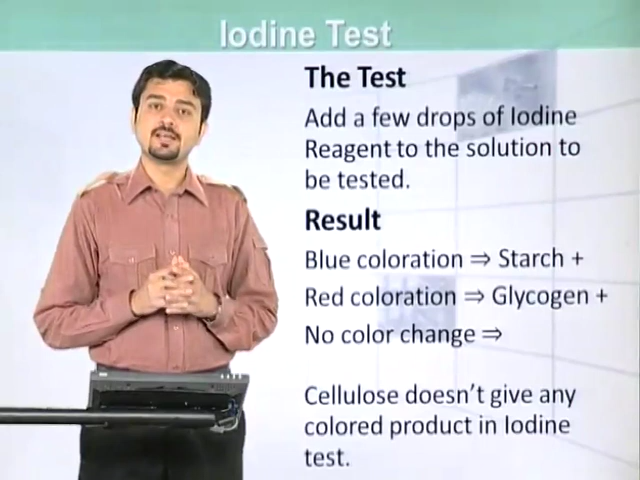 Iodine Test
The Test
Add a few drops of Iodine
Reagent to the solution to
be tested.
Result
Blue coloration ⇒ Starch +
Red coloration ⇒ Glycogen +
No color change ⇒
Cellulose doesn't give any
colored product in Iodine
test.